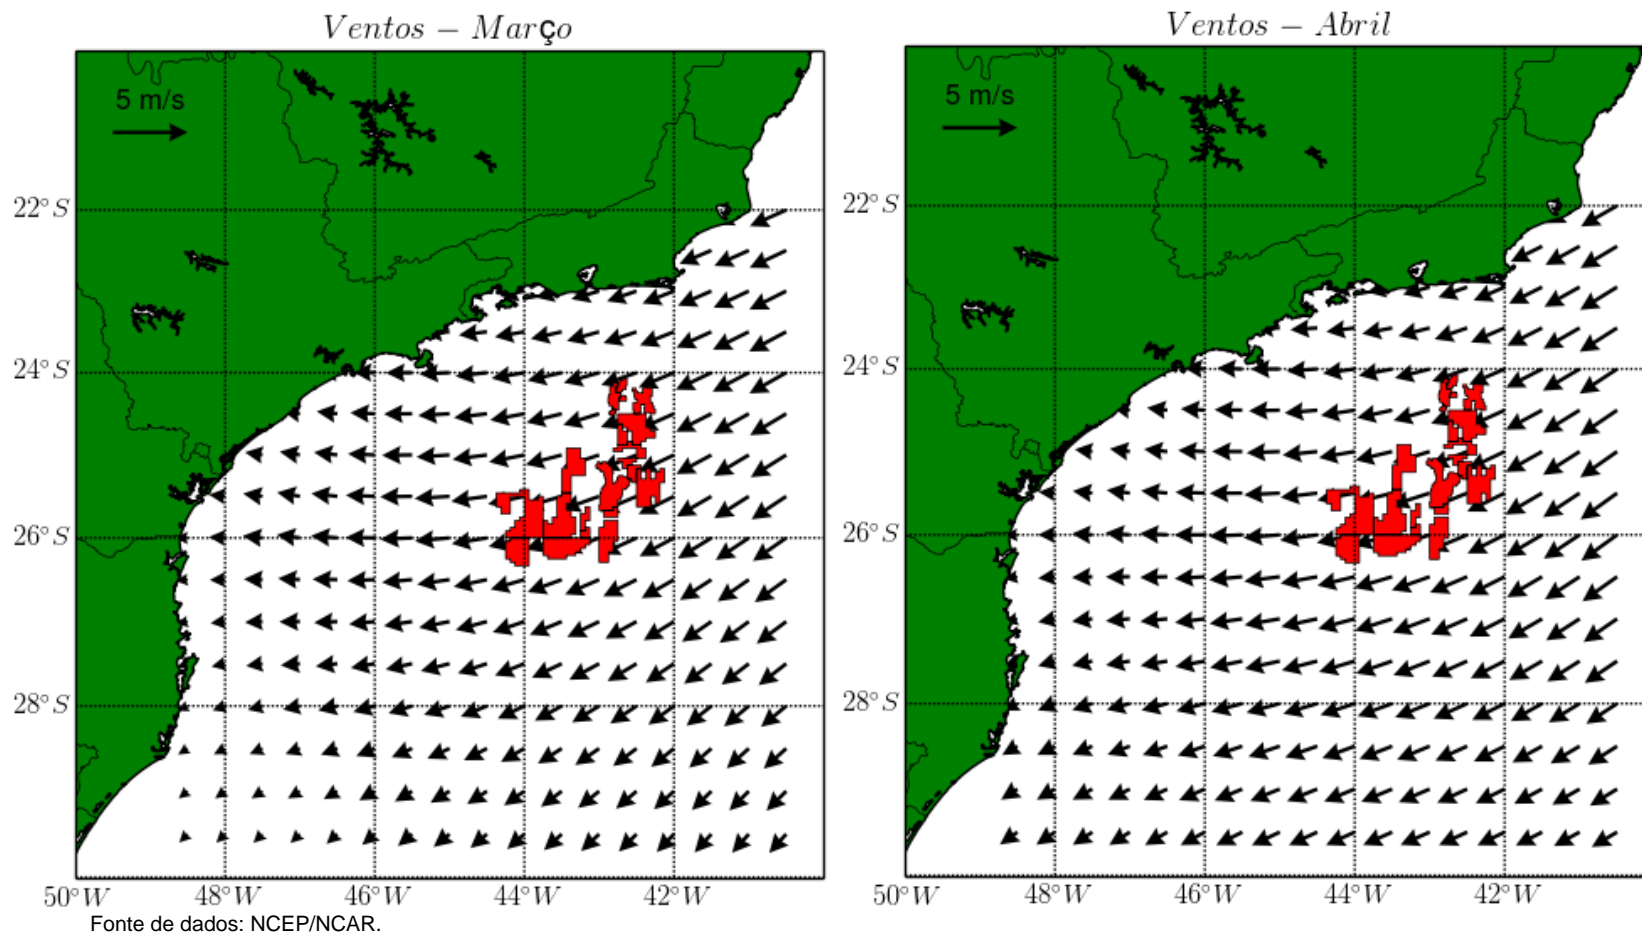 Ventos − Março
5 m/s
22°S
24°S
26°S
28°S
50°W 48°W 46°W 44°W 42°W
Ventos − Abril
5 m/s
22°S
24°S
26°S
28°S
50°W 48°W 46°W 44°W 42°W
Fonte de dados: NCEP/NCAR.